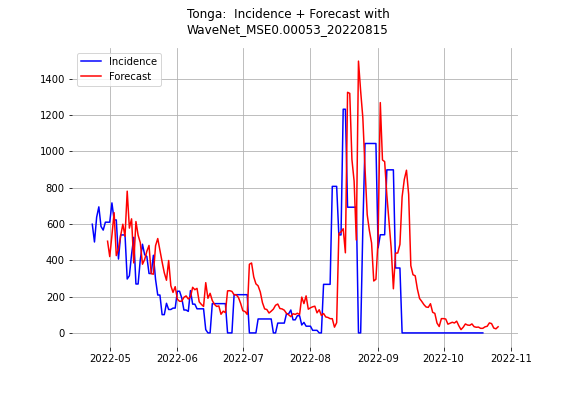 Tonga:  Incidence + Forecast with
WaveNet_MSE0.00053_20220815
Incidence
Forecast
1400
1200
1000
800
600
400
200
0
2022-05 2022-06 2022-07 2022-08 2022-09 2022-10 2022-11